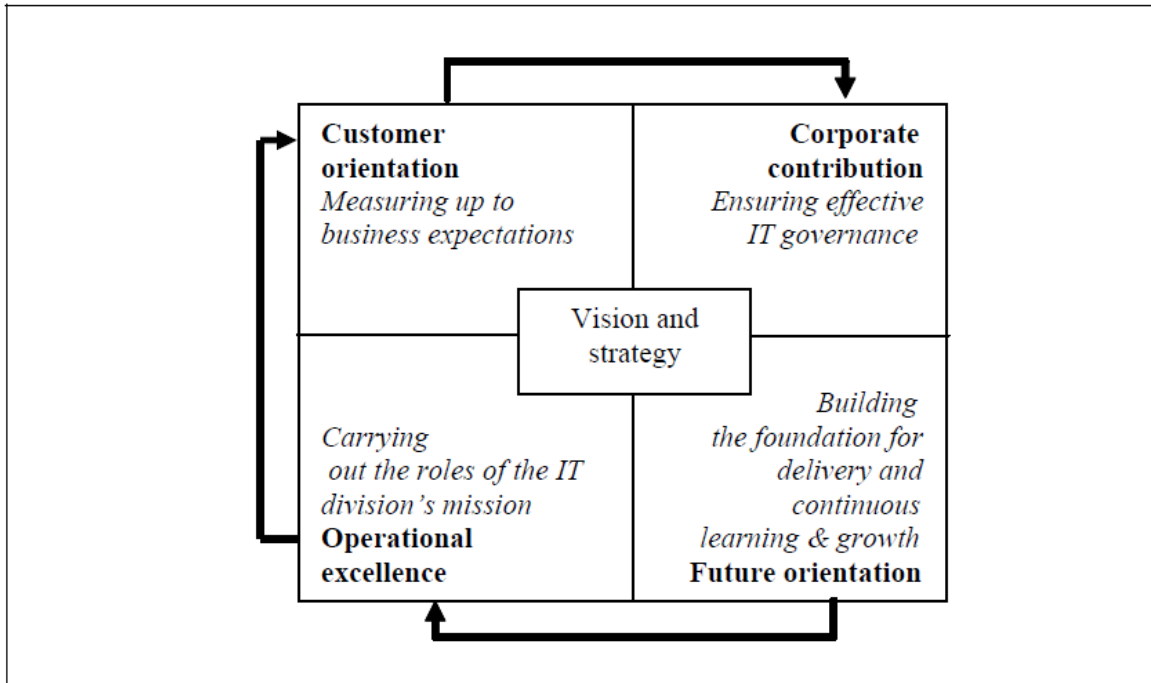 Customer
orientation
Measuring up to
business expectations
Corporate
contribution
Ensuring effective
IT governance
Vision and
strategy
Carrying
out the roles of the IT
division’s mission
Operational
excellence
Building
the foundation for
delivery and
continuous
learning & growth
Future orientation